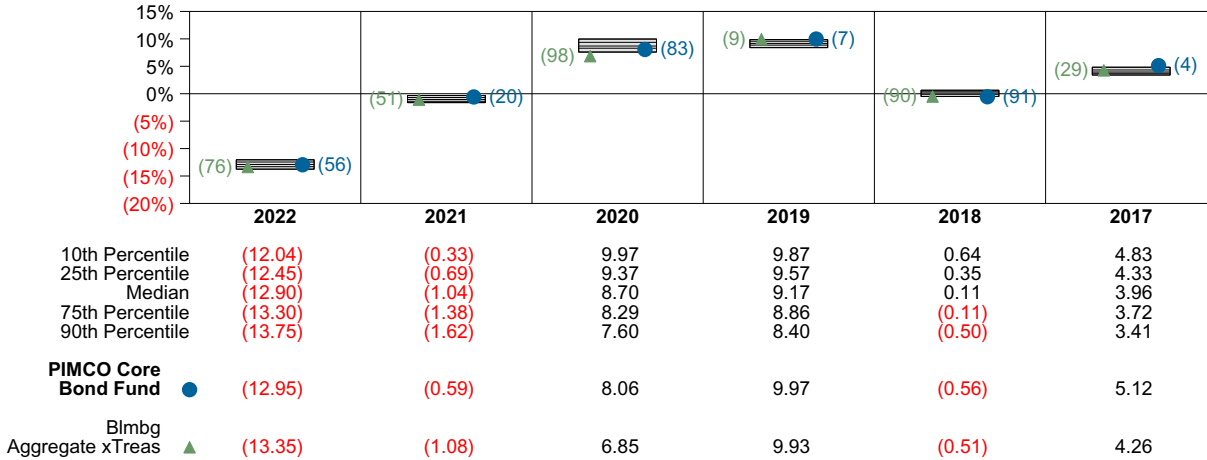 15%
10%
5%
0%
(5%)
(10%)
(15%)
(20%)
(76) (56)
(51) (20)
(98) (83)
(9) (7)
(90) (91)
(29) (4)
2022 2021 2020 2019 2018 2017
10th Percentile (12.04) (0.33) 9.97 9.87 0.64 4.83
25th Percentile (12.45) (0.69) 9.37 9.57 0.35 4.33
Median (12.90) (1.04) 8.70 9.17 0.11 3.96
75th Percentile (13.30) (1.38) 8.29 8.86 (0.11) 3.72
90th Percentile (13.75) (1.62) 7.60 8.40 (0.50) 3.41
PIMCO Core
Bond Fund (12.95) (0.59) 8.06 9.97 (0.56) 5.12
Blmbg
Aggregate xTreas (13.35) (1.08) 6.85 9.93 (0.51) 4.26